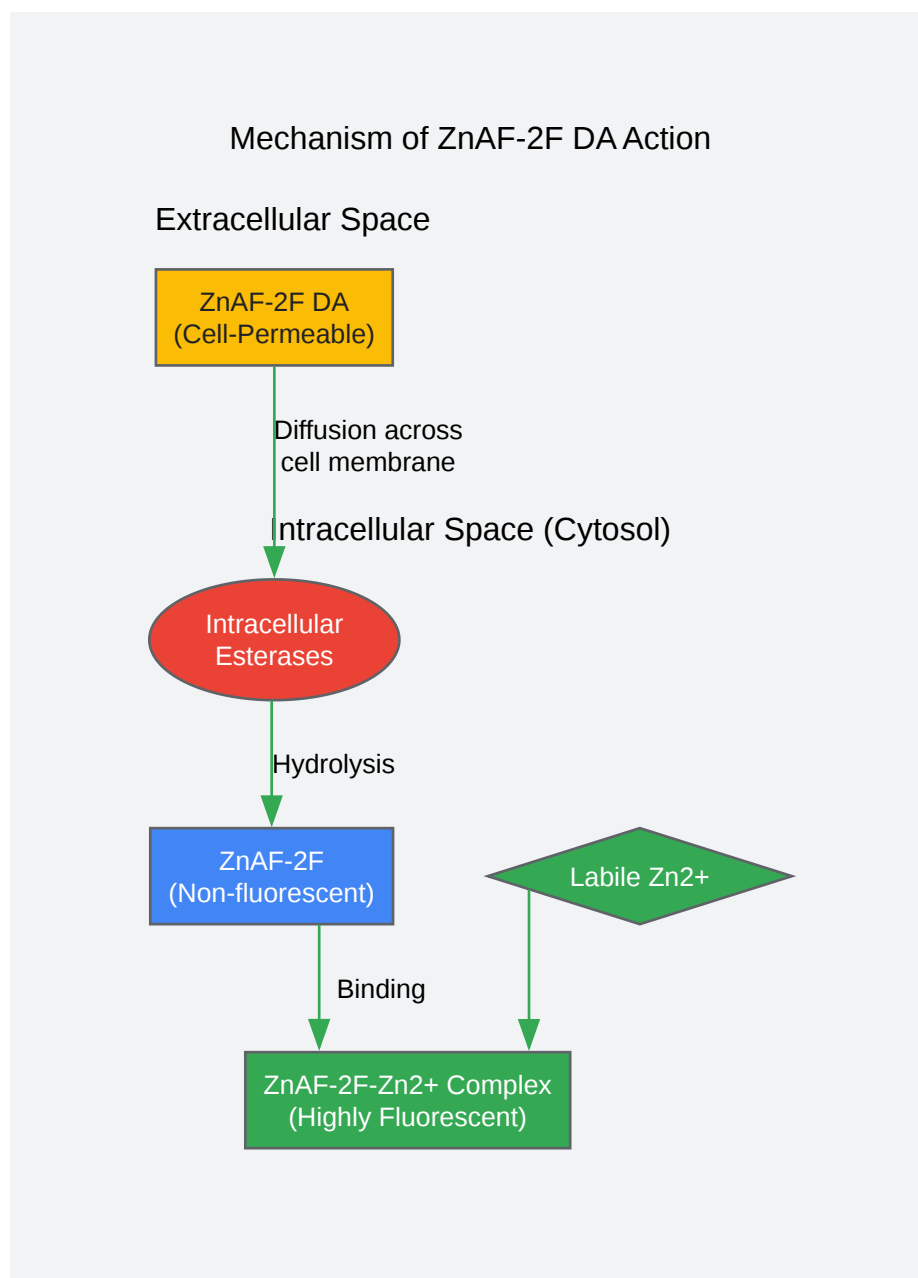 Mechanism of ZnAF-2F DA Action
Extracellular Space
ZnAF-2F DA
(Cell-Permeable)
Diffusion across
cell membrane
Intracellular Space (Cytosol)
Intracellular
Esterases
Hydrolysis
ZnAF-2F
(Non-fluorescent)
Labile Zn2+
Binding
ZnAF-2F-Zn2+ Complex
(Highly Fluorescent)